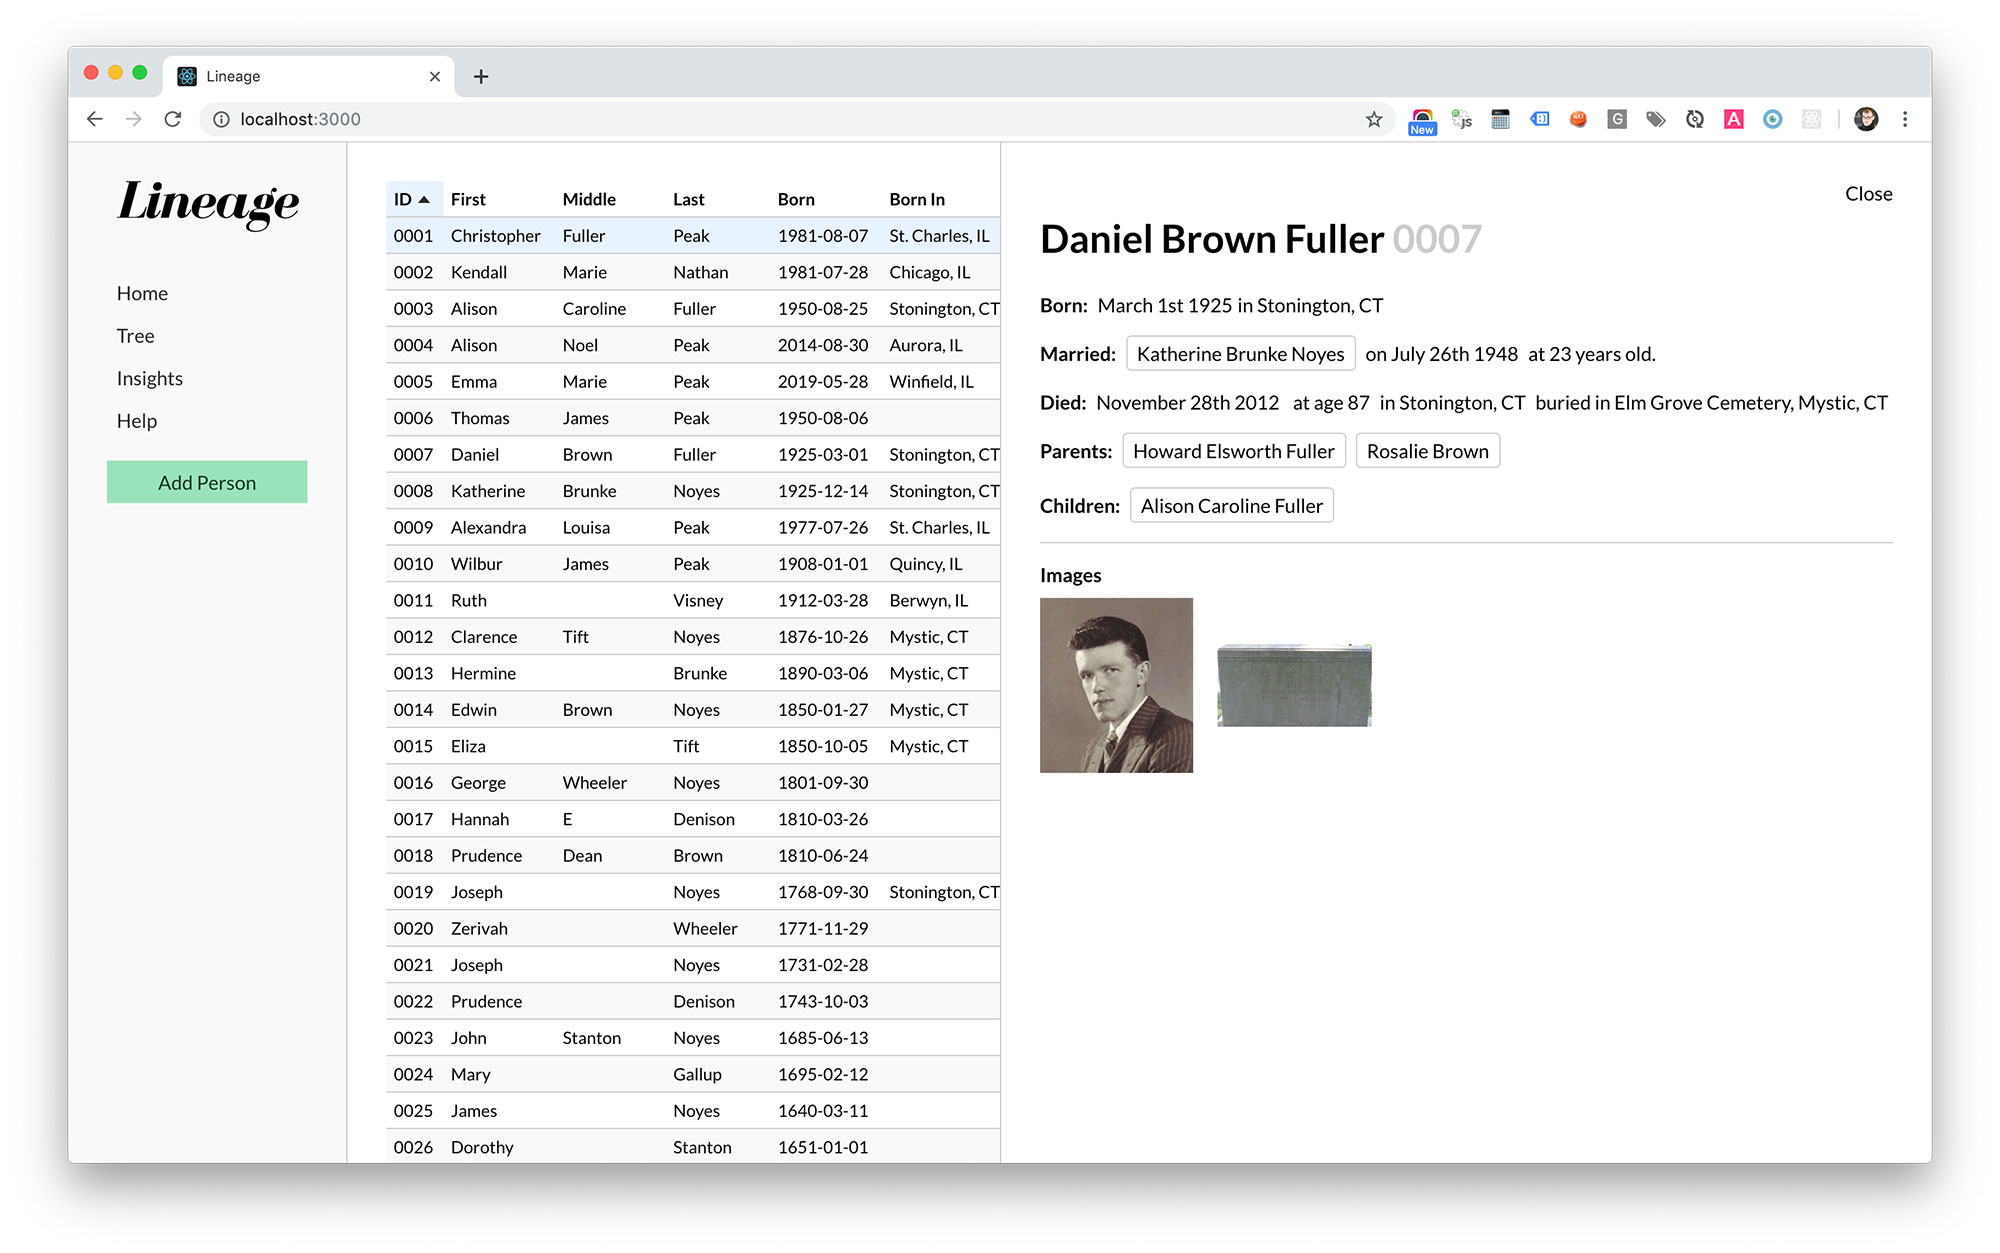 Lineage
localhost:3000
New
JS
G
A
Lineage
Home
Tree
Insights
Help
Add Person
ID First Middle Last Born Born In
0001 Christopher Fuller Peak 1981-08-07 St. Charles, IL
0002 Kendall Marie Nathan 1981-07-28 Chicago, IL
0003 Alison Caroline Fuller 1950-08-25 Stonington, CT
0004 Alison Noel Peak 2014-08-30 Aurora, IL
0005 Emma Marie Peak 2019-05-28 Winfield, IL
0006 Thomas James Peak 1950-08-06
0007 Daniel Brown Fuller 1925-03-01 Stonington, CT
0008 Katherine Brunke Noyes 1925-12-14 Stonington, CT
0009 Alexandra Louisa Peak 1977-07-26 St. Charles, IL
0010 Wilbur James Peak 1908-01-01 Quincy, IL
0011 Ruth Visney 1912-03-28 Berwyn, IL
0012 Clarence Tift Noyes 1876-10-26 Mystic, CT
0013 Hermine Brunke 1890-03-06 Mystic, CT
0014 Edwin Brown Noyes 1850-01-27 Mystic, CT
0015 Eliza Tift 1850-10-05 Mystic, CT
0016 George Wheeler Noyes 1801-09-30
0017 Hannah E Denison 1810-03-26
0018 Prudence Dean Brown 1810-06-24
0019 Joseph Noyes 1768-09-30 Stonington, CT
0020 Zerivah Wheeler 1771-11-29
0021 Joseph Noyes 1731-02-28
0022 Prudence Denison 1743-10-03
0023 John Stanton Noyes 1685-06-13
0024 Mary Gallup 1695-02-12
0025 James Noyes 1640-03-11
0026 Dorothy Stanton 1651-01-01
Close
Daniel Brown Fuller 0007
Born: March 1st 1925 in Stonington, CT
Married: Katherine Brunke Noyes on July 26th 1948 at 23 years old.
Died: November 28th 2012 at age 87 in Stonington, CT buried in Elm Grove Cemetery, Mystic, CT
Parents: Howard Elsworth Fuller Rosalie Brown
Children: Alison Caroline Fuller
Images